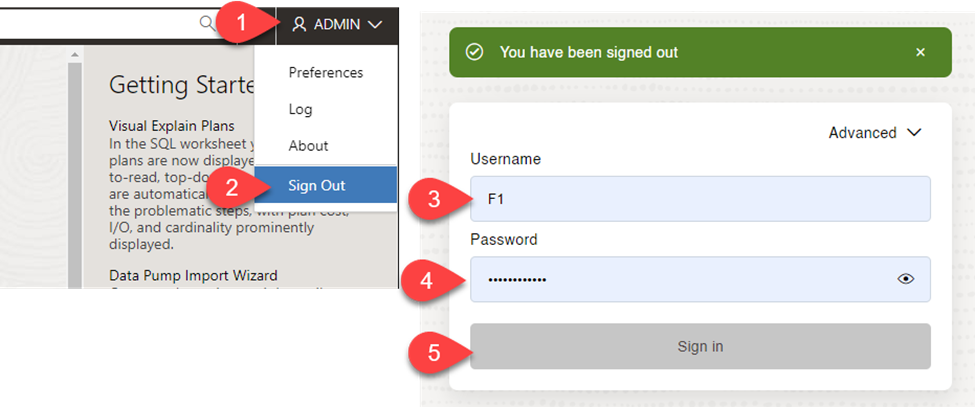 1
ADMIN
Preferences
Log
About
2
Sign Out
Getting Starte
Visual Explain Plans
In the SQL worksheet y
plans are now displaye
to-read, top-do
are automatica
the problematic steps, with plan cost,
I/O, and cardinality prominently
displayed.
Data Pump Import Wizard
You have been signed out
Advanced
Username
3
F1
Password
4
••••••••••••
5
Sign in